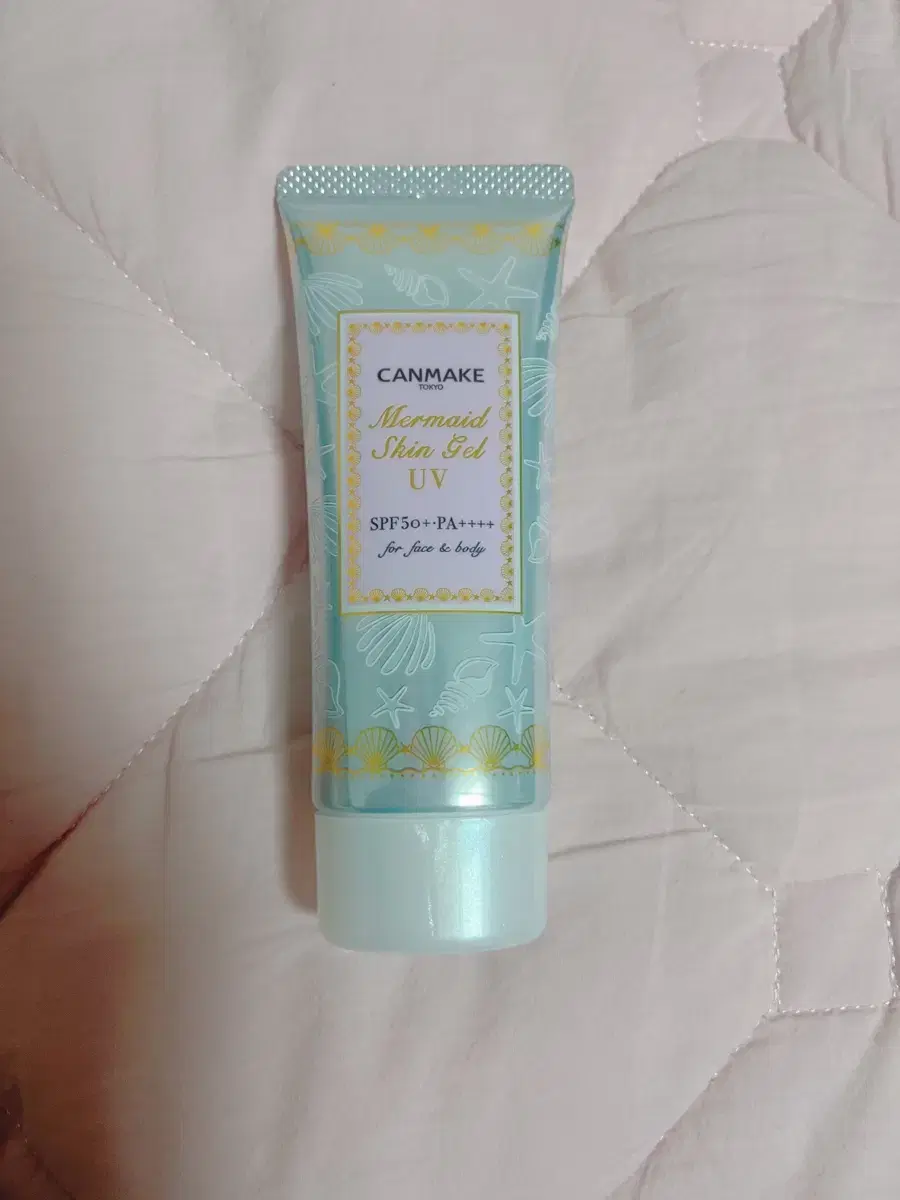 CANMAKE
TOKYO
Mermaid
Skin Gel
UV
SPF50+·PA++++
for face & body